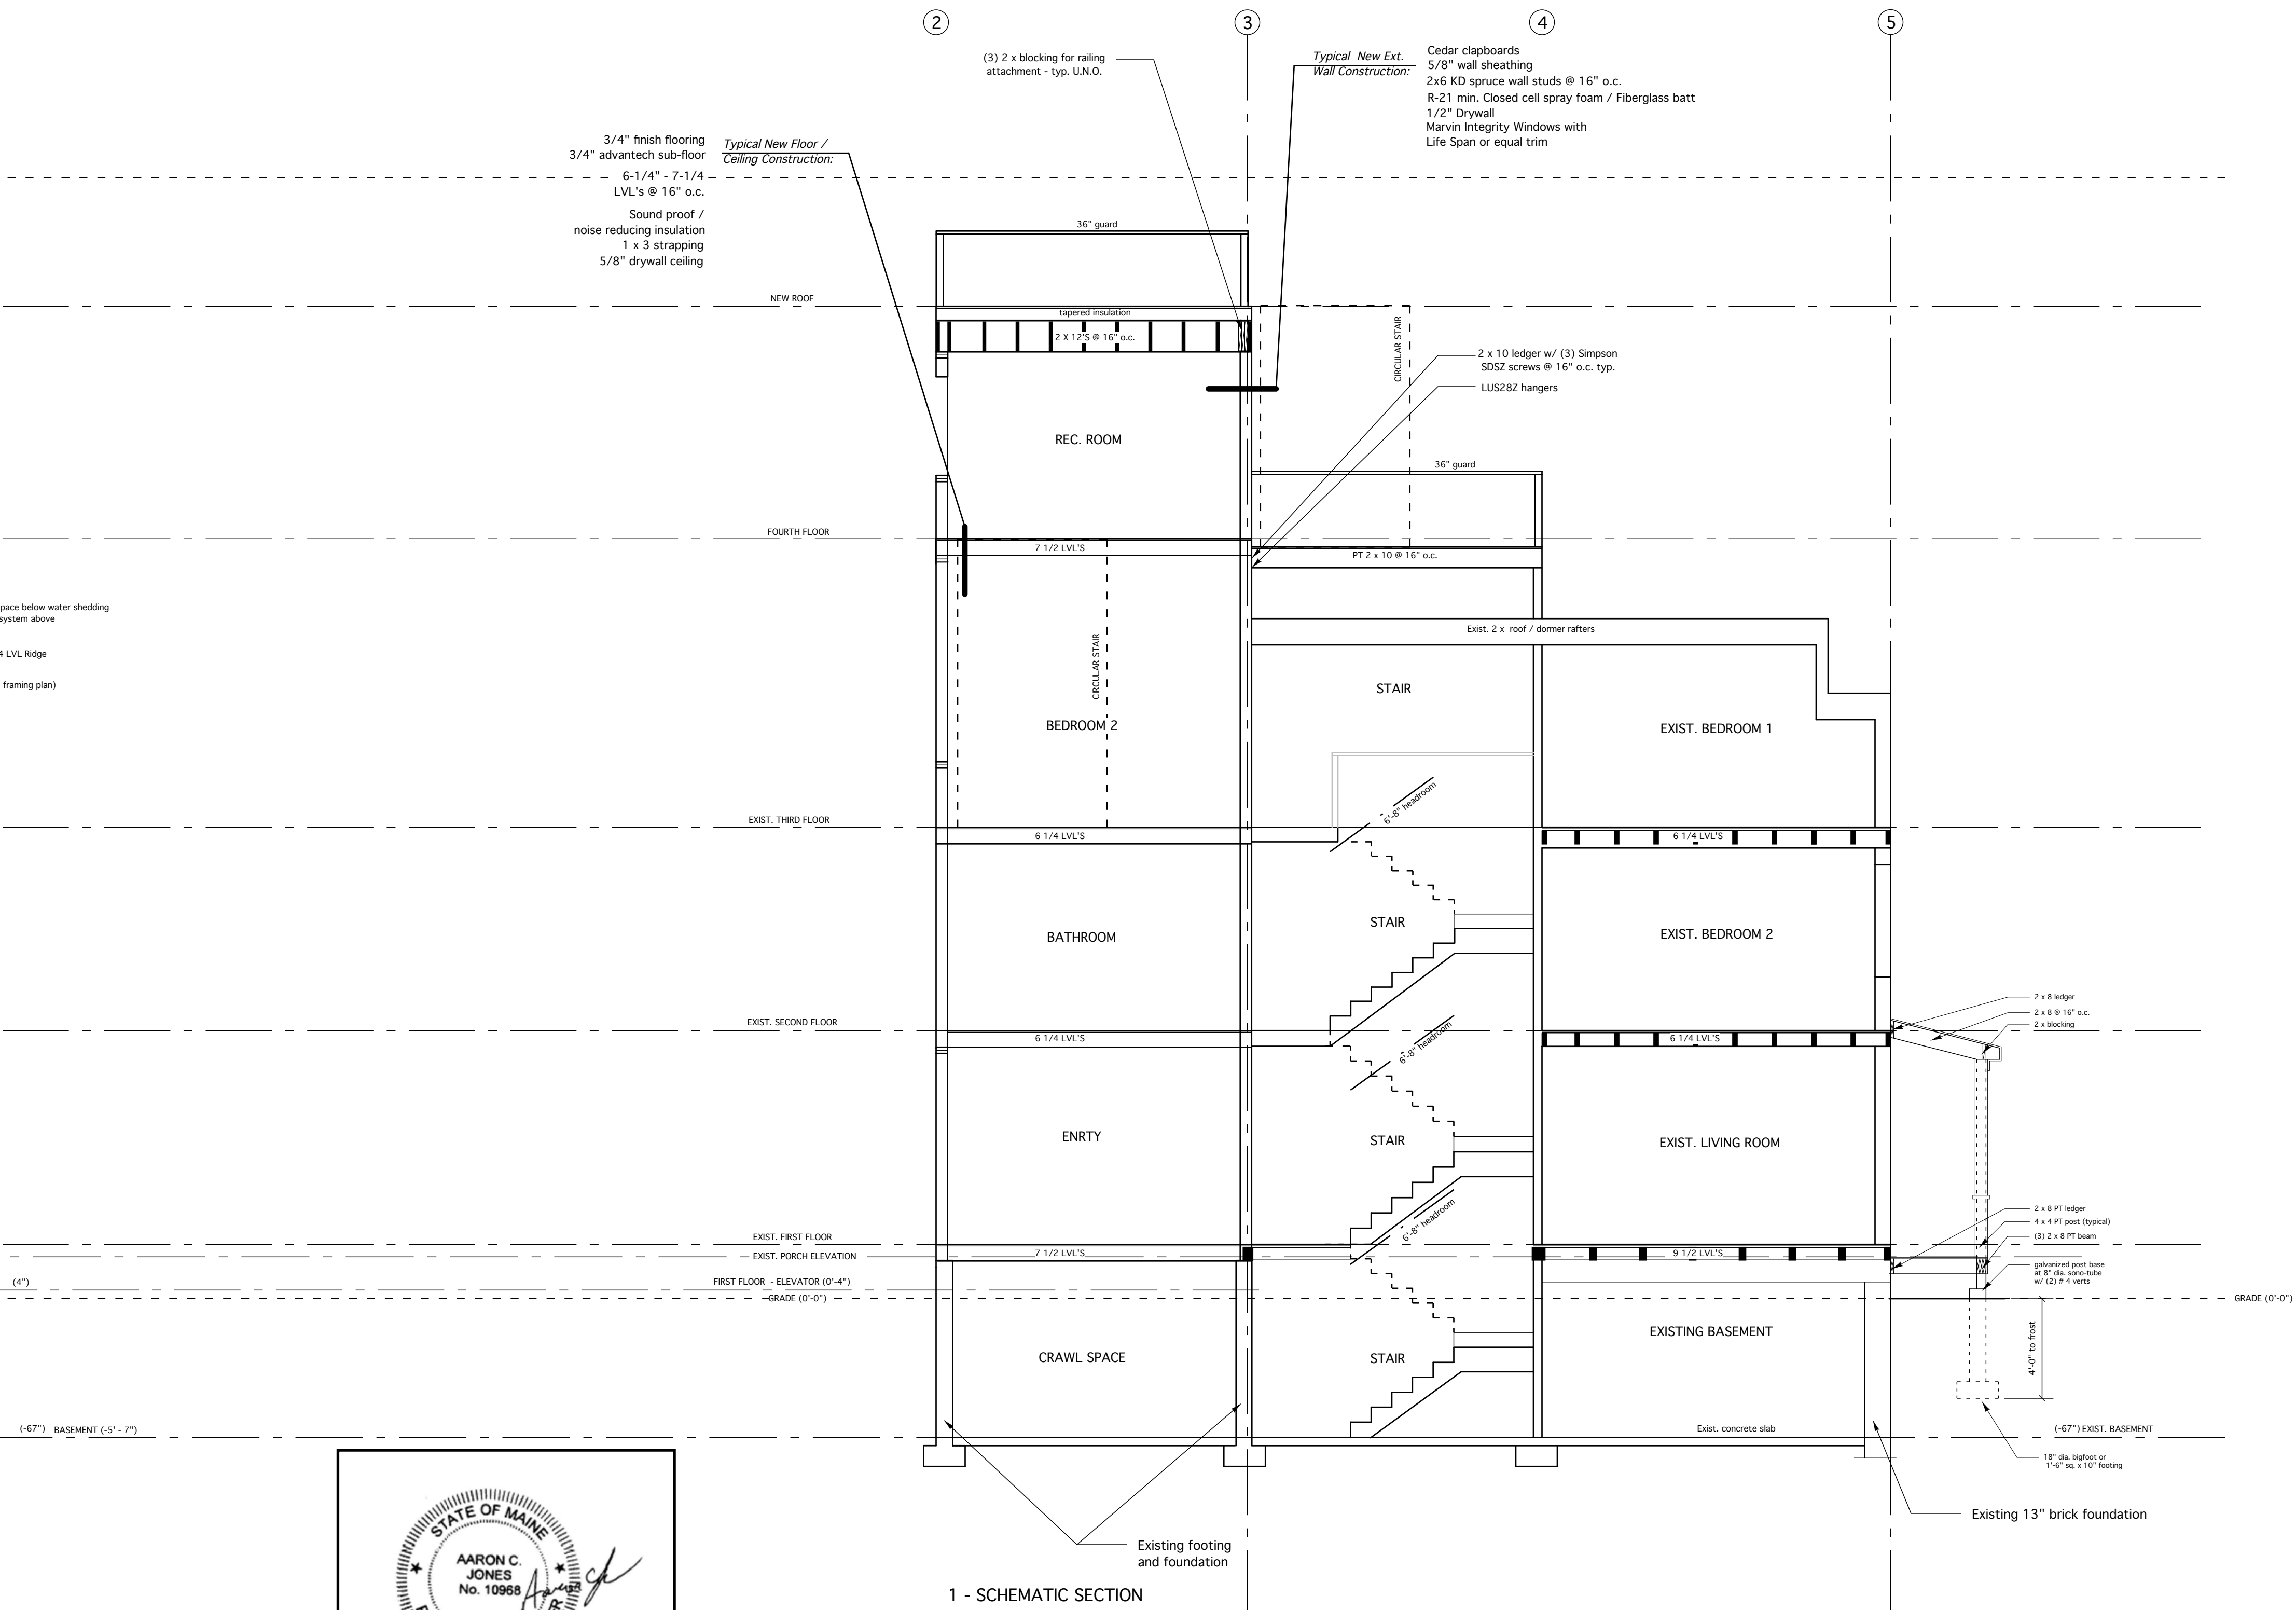 2
3
4
5
(3) 2 x blocking for railing
attachment - typ. U.N.O.
Typical New Ext.
Wall Construction:
Cedar clapboards
5/8" wall sheathing
2x6 KD spruce wall studs @ 16" o.c.
R-21 min. Closed cell spray foam / Fiberglass batt
1/2" Drywall
Marvin Integrity Windows with
Life Span or equal trim
3/4" finish flooring
3/4" advantech sub-floor
6-1/4" - 7-1/4
LVL's @ 16" o.c.
Sound proof /
noise reducing insulation
1 x 3 strapping
5/8" drywall ceiling
Typical New Floor /
Ceiling Construction:
36" guard
NEW ROOF
tapered insulation
2 X 12'S @ 16" o.c.
CIRCULAR STAIR
2 x 10 ledger w/ (3) Simpson
SDSZ screws @ 16" o.c. typ.
LUS28Z hangers
REC. ROOM
36" guard
FOURTH FLOOR
7 1/2 LVL'S
PT 2 x 10 @ 16" o.c.
pace below water shedding
system above
4 LVL Ridge
framing plan)
Exist. 2 x roof / dormer rafters
CIRCULAR STAIR
STAIR
BEDROOM 2
EXIST. BEDROOM 1
6'-8" headroom
EXIST. THIRD FLOOR
6 1/4 LVL'S
6 1/4 LVL'S
BATHROOM
STAIR
EXIST. BEDROOM 2
2 x 8 ledger
2 x 8 @ 16" o.c.
2 x blocking
EXIST. SECOND FLOOR
6 1/4 LVL'S
6 1/4 LVL'S
6'-8" headroom
ENRTY
STAIR
EXIST. LIVING ROOM
6'-8" headroom
2 x 8 PT ledger
4 x 4 PT post (typical)
(3) 2 x 8 PT beam
galvanized post base
at 8" dia. sono-tube
w/ (2) # 4 verts
EXIST. FIRST FLOOR
EXIST. PORCH ELEVATION
7 1/2 LVL'S
9 1/2 LVL'S
(4")
FIRST FLOOR - ELEVATOR (0'-4")
GRADE (0'-0")
GRADE (0'-0")
CRAWL SPACE
STAIR
EXISTING BASEMENT
4'-0" to frost
(-67") BASEMENT (-5' - 7")
Exist. concrete slab
(-67") EXIST. BASEMENT
18" dia. bigfoot or
1'-6" sq. x 10" footing
Existing 13" brick foundation
Existing footing
and foundation
STATE OF MAINE
AARON C.
JONES
No. 10968
1 - SCHEMATIC SECTION